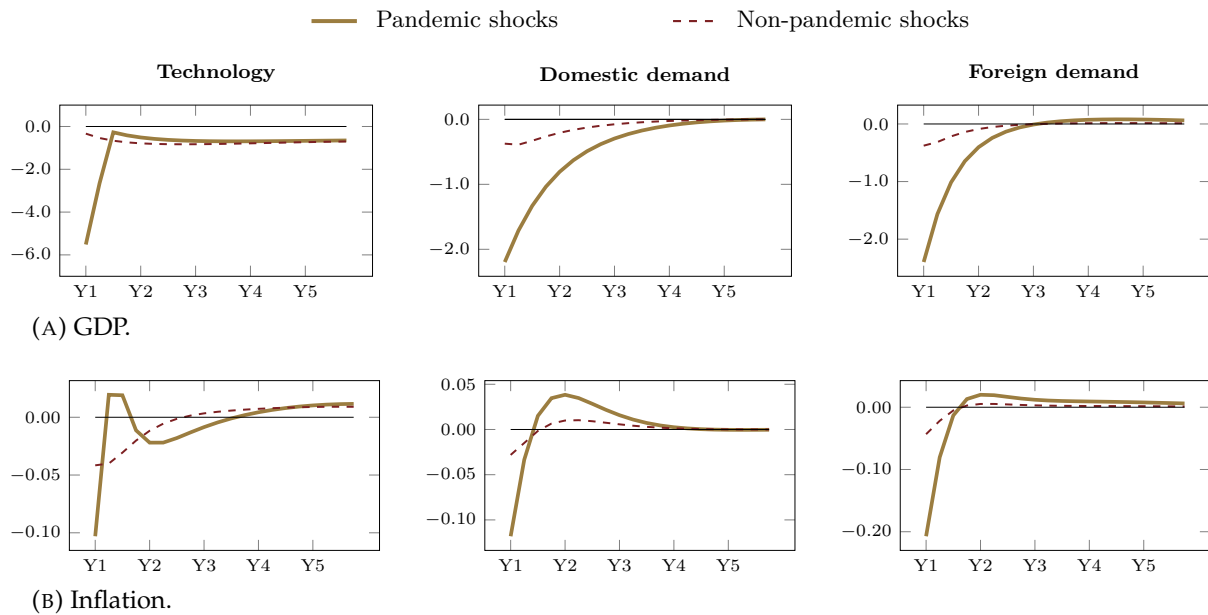 Pandemic shocks Non-pandemic shocks
Technology Domestic demand Foreign demand
0.0
−2.0
−4.0
−6.0
Y1 Y2 Y3 Y4 Y5
0.0
−1.0
−2.0
Y1 Y2 Y3 Y4 Y5
0.0
−1.0
−2.0
Y1 Y2 Y3 Y4 Y5
(A) GDP.
0.00
−0.05
−0.10
Y1 Y2 Y3 Y4 Y5
0.05
0.00
−0.05
−0.10
Y1 Y2 Y3 Y4 Y5
0.00
−0.10
−0.20
Y1 Y2 Y3 Y4 Y5
(B) Inflation.